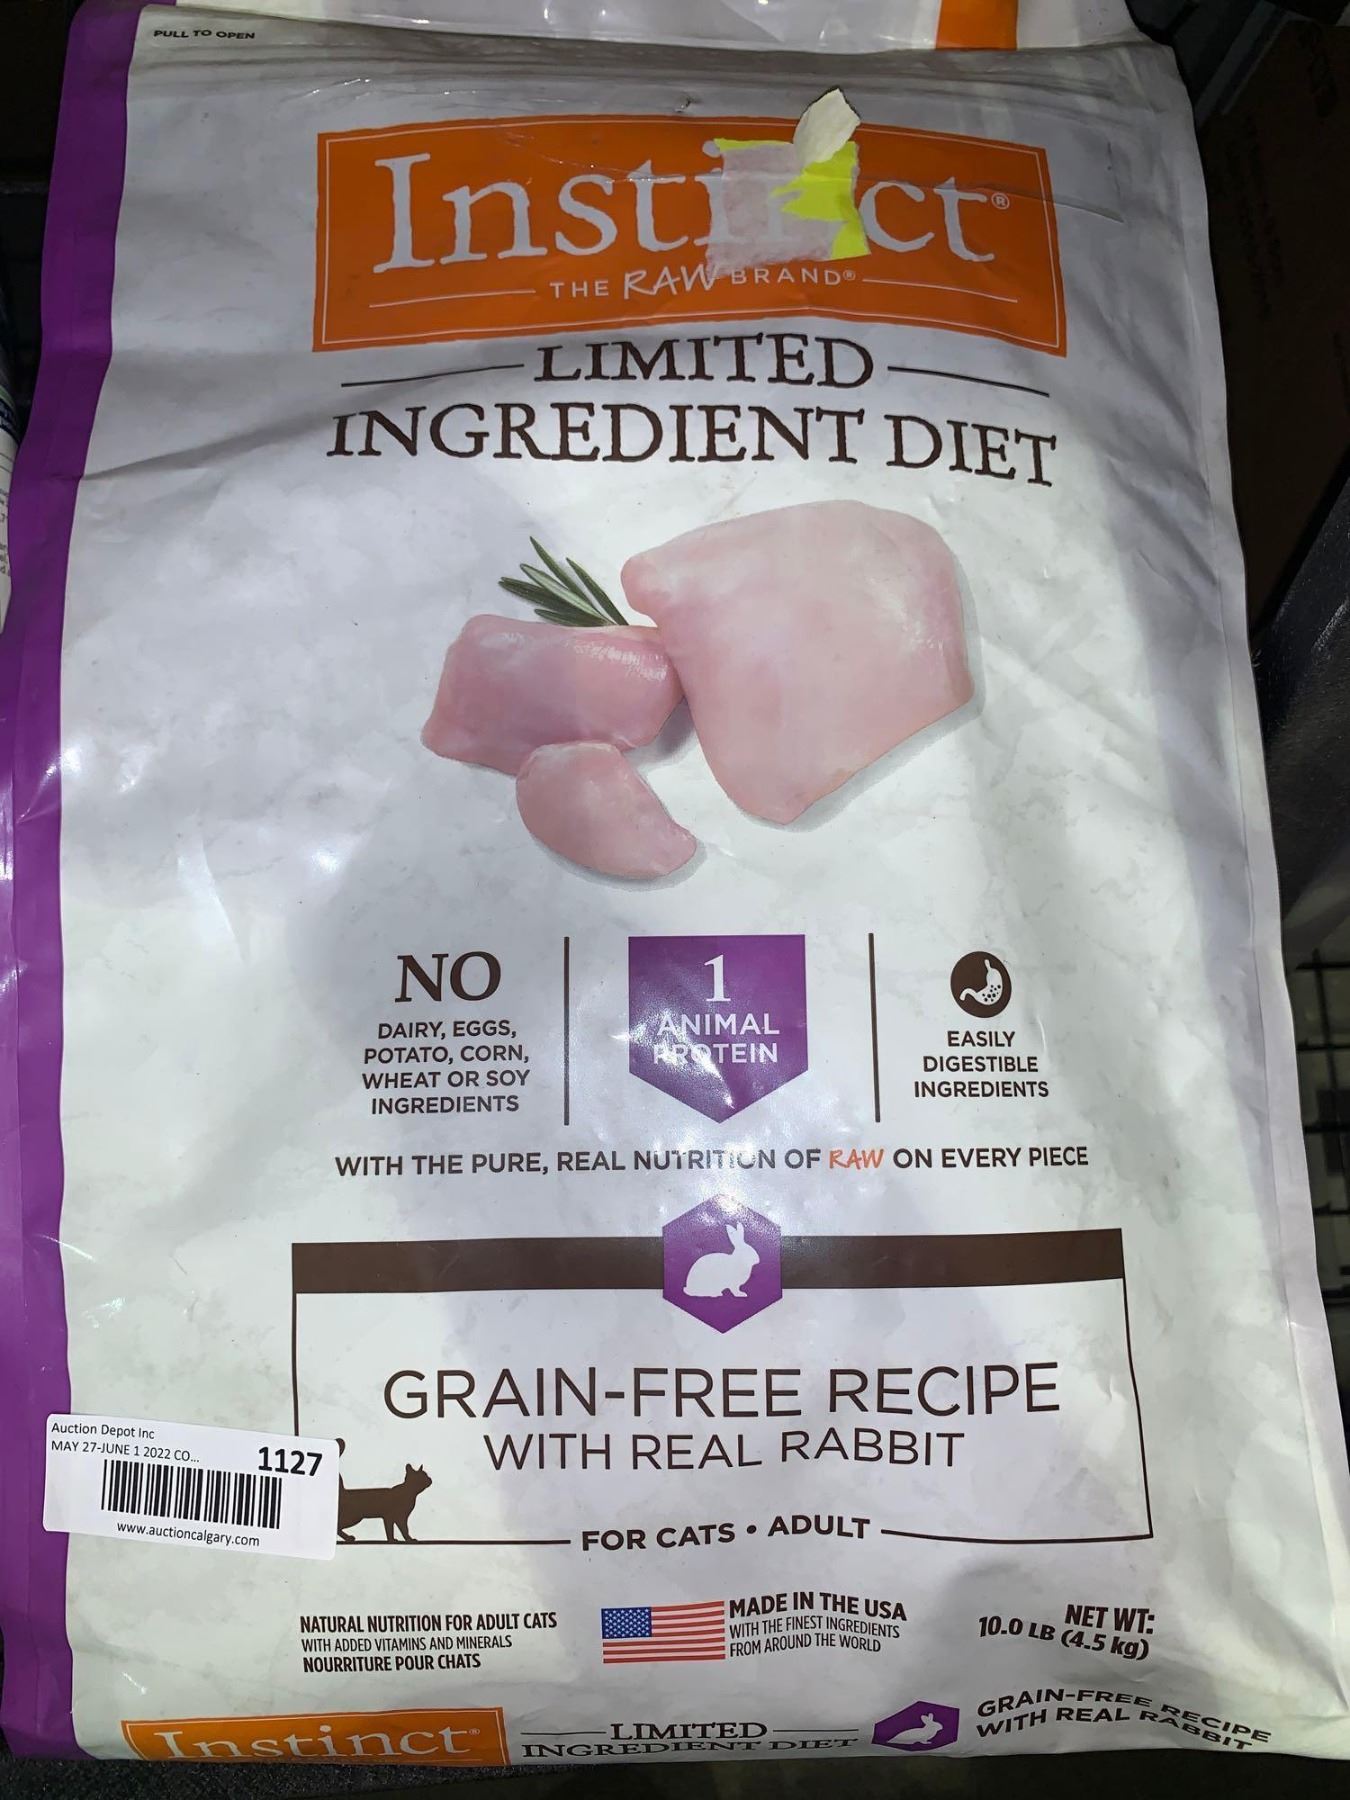 PULL TO OPEN
Instinct®
THE RAW BRAND®
LIMITED
INGREDIENT DIET
NO
DAIRY, EGGS,
POTATO, CORN,
WHEAT OR SOY
INGREDIENTS
1
ANIMAL
PROTEIN
EASILY
DIGESTIBLE
INGREDIENTS
WITH THE PURE, REAL NUTRITION OF RAW ON EVERY PIECE
GRAIN-FREE RECIPE
WITH REAL RABBIT
FOR CATS • ADULT
Auction Depot Inc
MAY 27-JUNE 1 2022 CO...
1127
www.auctioncalgary.com
NATURAL NUTRITION FOR ADULT CATS
WITH ADDED VITAMINS AND MINERALS
NOURRITURE POUR CHATS
MADE IN THE USA
WITH THE FINEST INGREDIENTS
FROM AROUND THE WORLD
NET WT:
10.0 LB (4.5 kg)
Instinct®
LIMITED
INGREDIENT DIET
GRAIN-FREE RECIPE
WITH REAL RABBIT